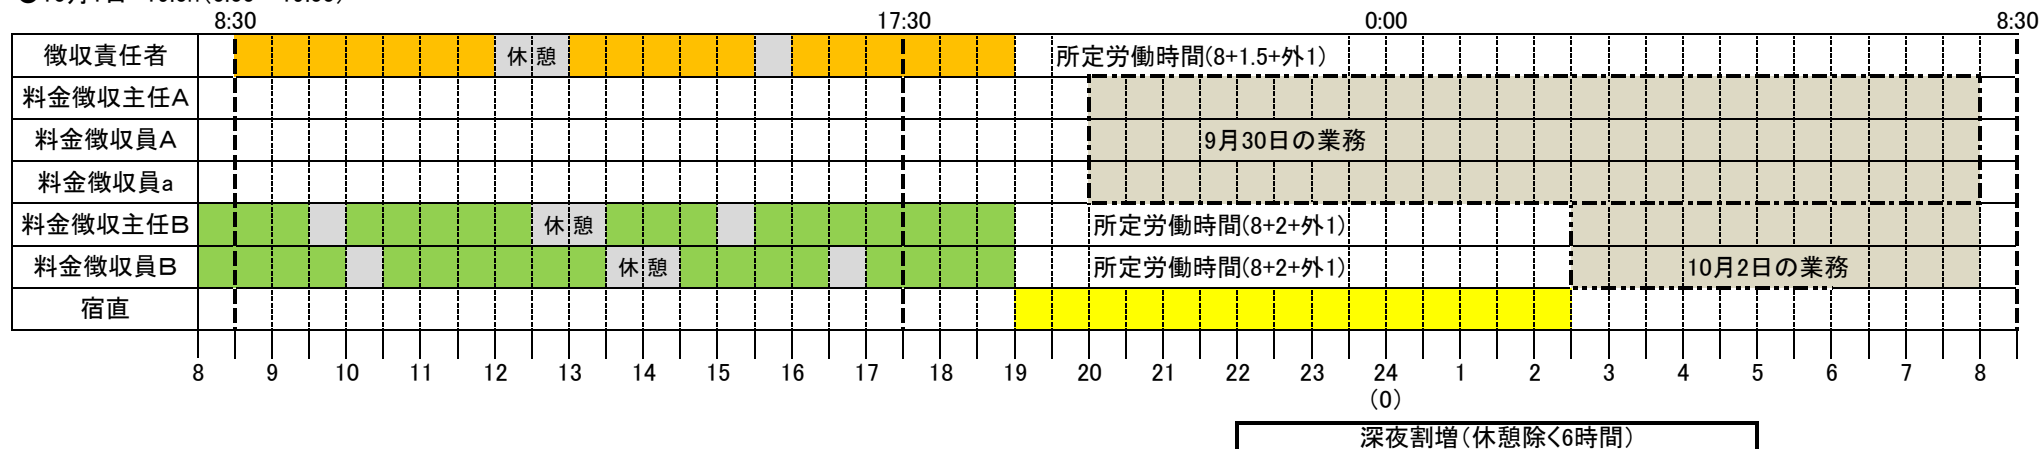 8:30 17:30 0:00 8:30
徴収責任者 休憩 所定労働時間(8+1.5+外1)
料金徴収主任A
料金徴収員A 9月30日の業務
料金徴収員a
料金徴収主任B 休憩 所定労働時間(8+2+外1)
料金徴収員B 休憩 所定労働時間(8+2+外1) 10月2日の業務
宿直
8 9 10 11 12 13 14 15 16 17 18 19 20 21 22 23 24 1 2 3 4 5 6 7 8
(0)
深夜割増(休憩除く6時間)